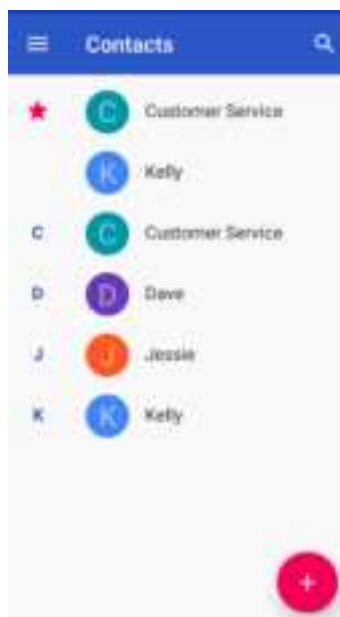 Contacts
C Customer Service
K Kelly
C C Customer Service
D D Dave
J J Jessie
K K Kelly